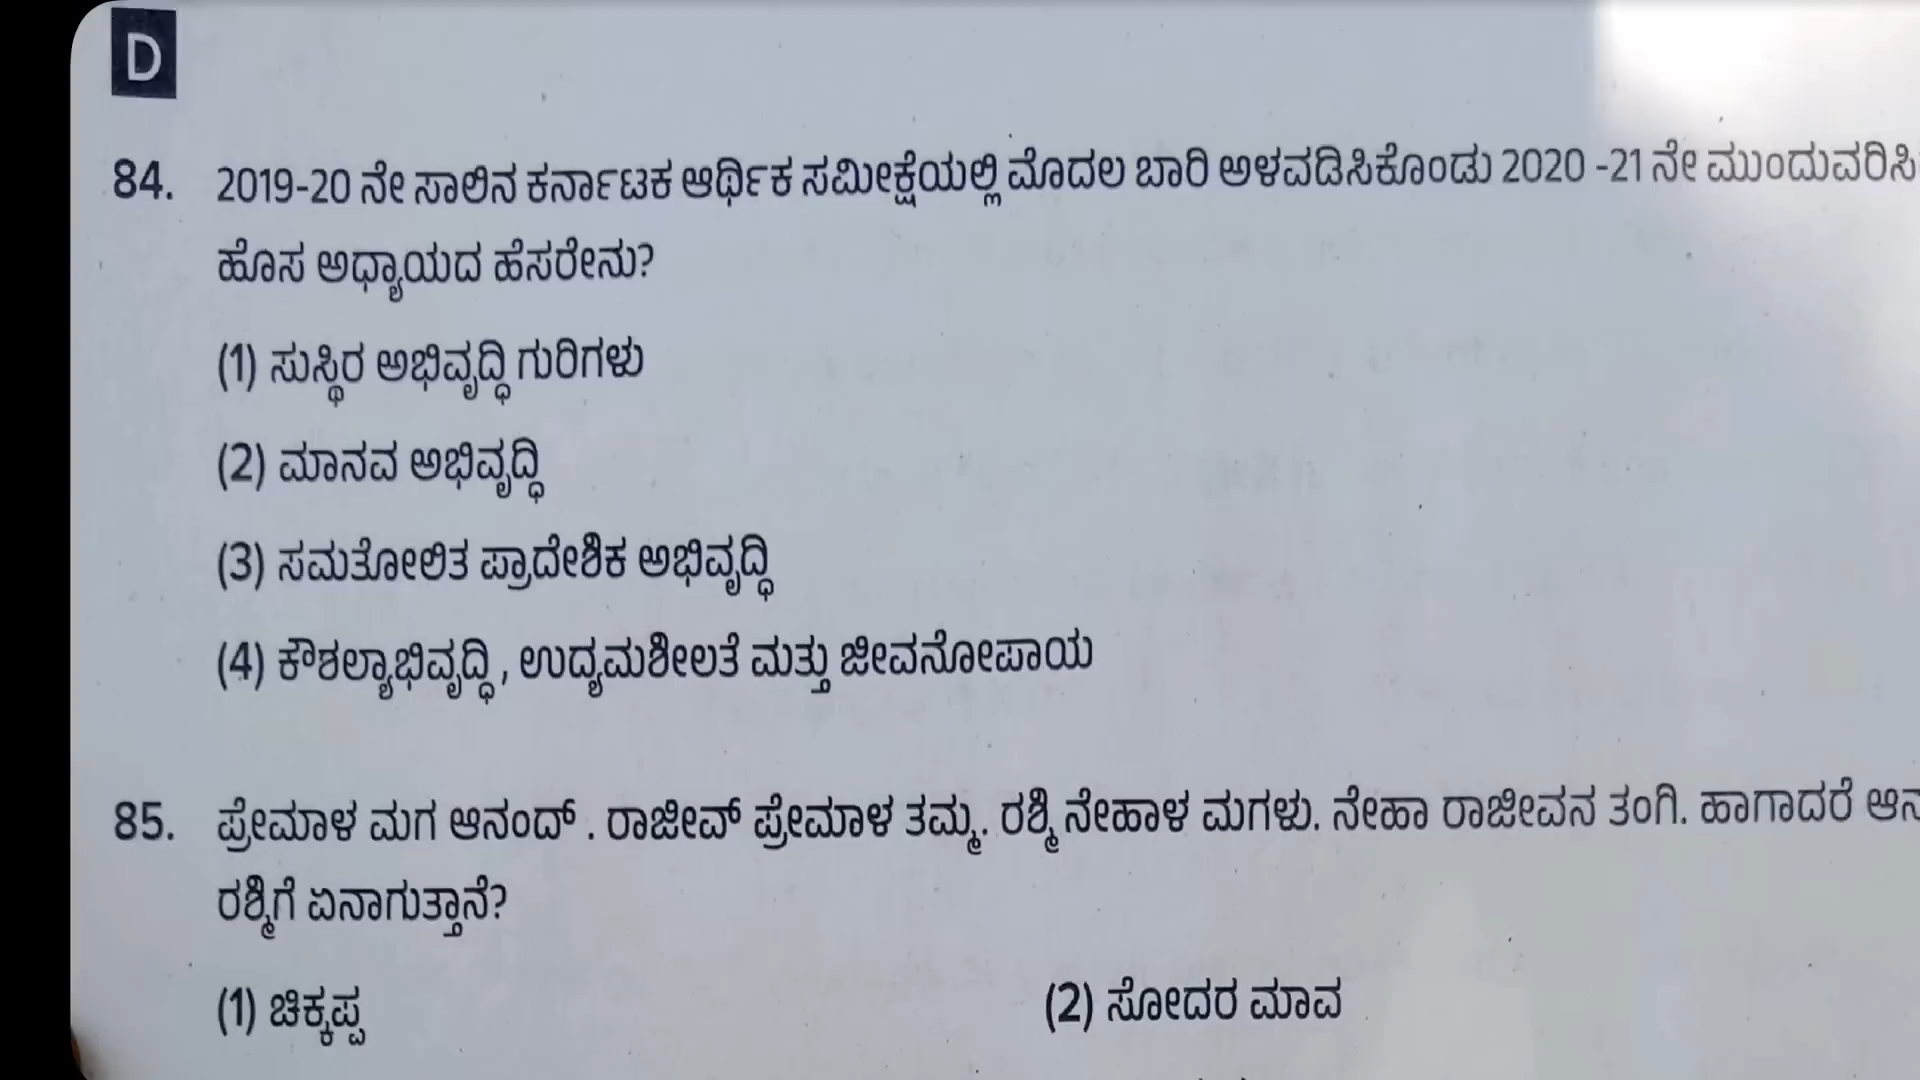 D
84. 2019-20 ನೇ ಸಾಲಿನ ಕರ್ನಾಟಕ ಆರ್ಥಿಕ ಸಮೀಕ್ಷೆಯಲ್ಲಿ ಮೊದಲ ಬಾರಿ ಅಳವಡಿಸಿಕೊಂಡು 2020 -21 ನೇ
ಹೊಸ ಅಧ್ಯಾಯದ ಹೆಸರೇನು?
(1) ಸುಸ್ಥಿರ ಅಭಿವೃದ್ಧಿ ಗುರಿಗಳು
(2) ಮಾನವ ಅಭಿವೃದ್ಧಿ
(3) ಸಮತೋಲಿತ ಪ್ರಾದೇಶಿಕ ಅಭಿವೃದ್ಧಿ
(4) ಕೌಶಲ್ಯಾಭಿವೃದ್ಧಿ , ಉದ್ಯಮಶೀಲತೆ ಮತ್ತು ಜೀವನೋಪಾಯ
85. ಪ್ರೇಮಾಳ ಮಗ ಆನಂದ್ . ರಾಜೀವ್ ಪ್ರೇಮಾಳ ತಮ್ಮ. ರಶ್ಮಿ ನೇಹಾಳ ಮಗಳು. ನೇಹಾ ರಾಜೀವನ ತಂಗಿ. ಹಾಗಾದರೆ
ರಶ್ಮಿಗೆ ಏನಾಗುತ್ತಾನೆ?
(1) ಚಿಕ್ಕಪ್ಪ (2) ಸೋದರ ಮಾವ